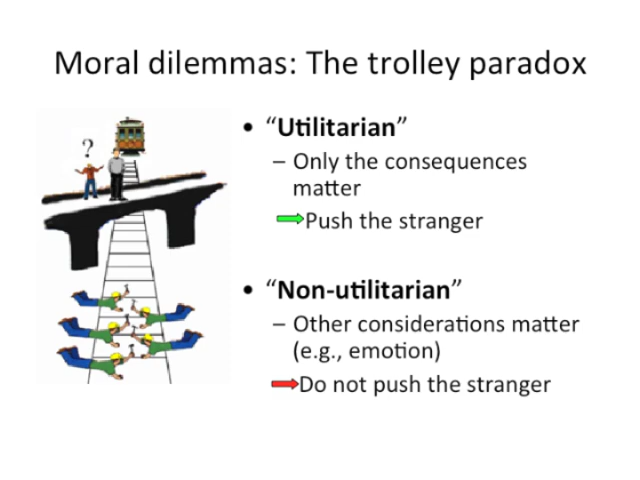 Moral dilemmas: The trolley paradox
?
• “Utilitarian”
– Only the consequences
matter
Push the stranger
• “Non-utilitarian”
– Other considerations matter
(e.g., emotion)
Do not push the stranger